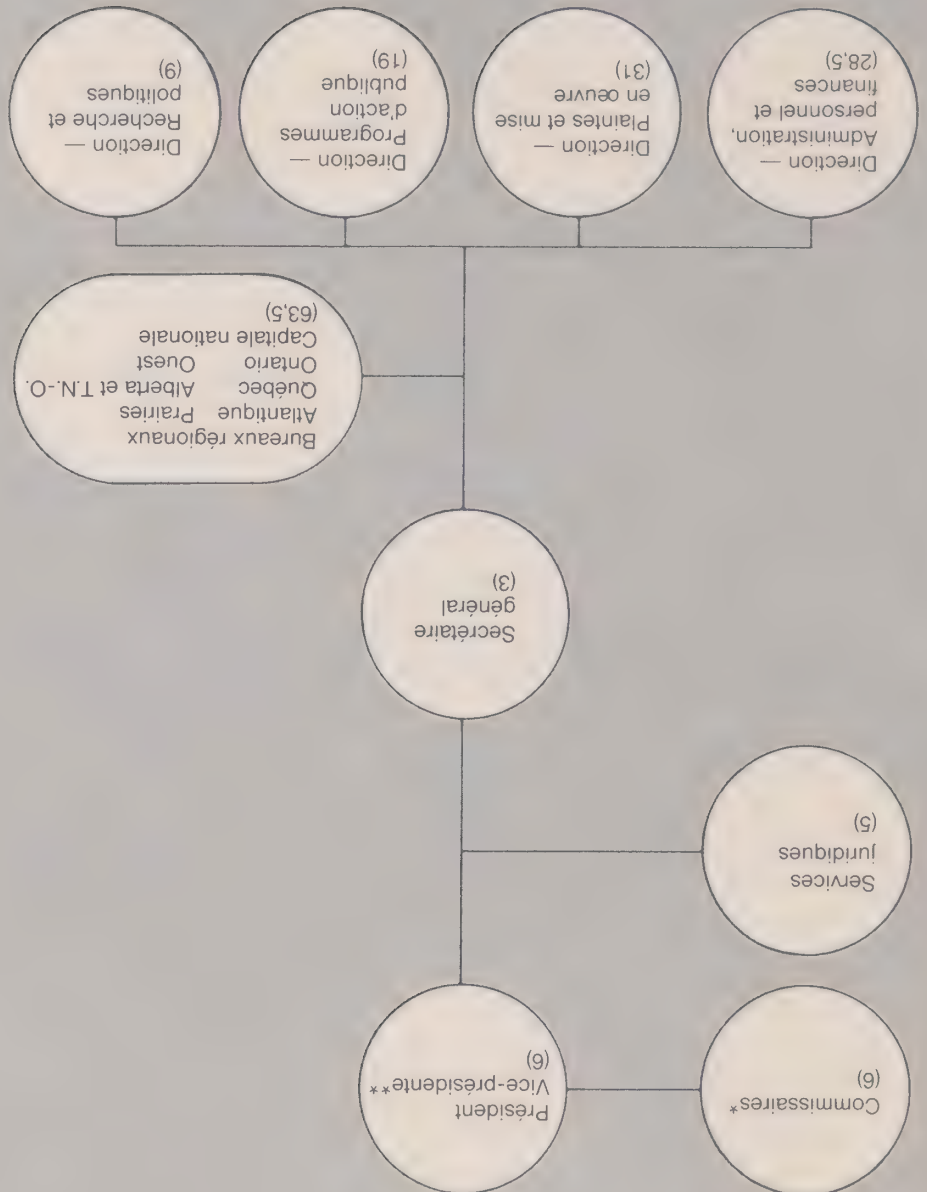 Commissaires*
(6)
Président
Vice-présidente**
(6)
Services
juridiques
(5)
Secrétaire
général
(3)
Bureaux régionaux
Atlantique Prairies
Québec Alberta et T.N.-O.
Ontario Ouest
Capitale nationale
(63,5)
Direction —
Administration,
personnel et
finances
(28,5)
Direction —
Plaintes et mise
en œuvre
(31)
Direction —
Programmes
d'action
publique
(19)
Direction —
Recherche et
politiques
(9)